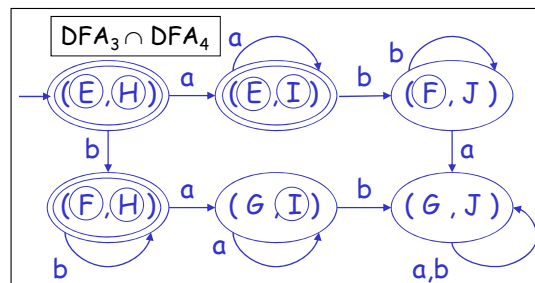 DFA₃ ∩ DFA₄
a
b
(E,H) a (E,I) b (F,J)
b a
(F,H) a (G,I) b (G,J)
b a a,b